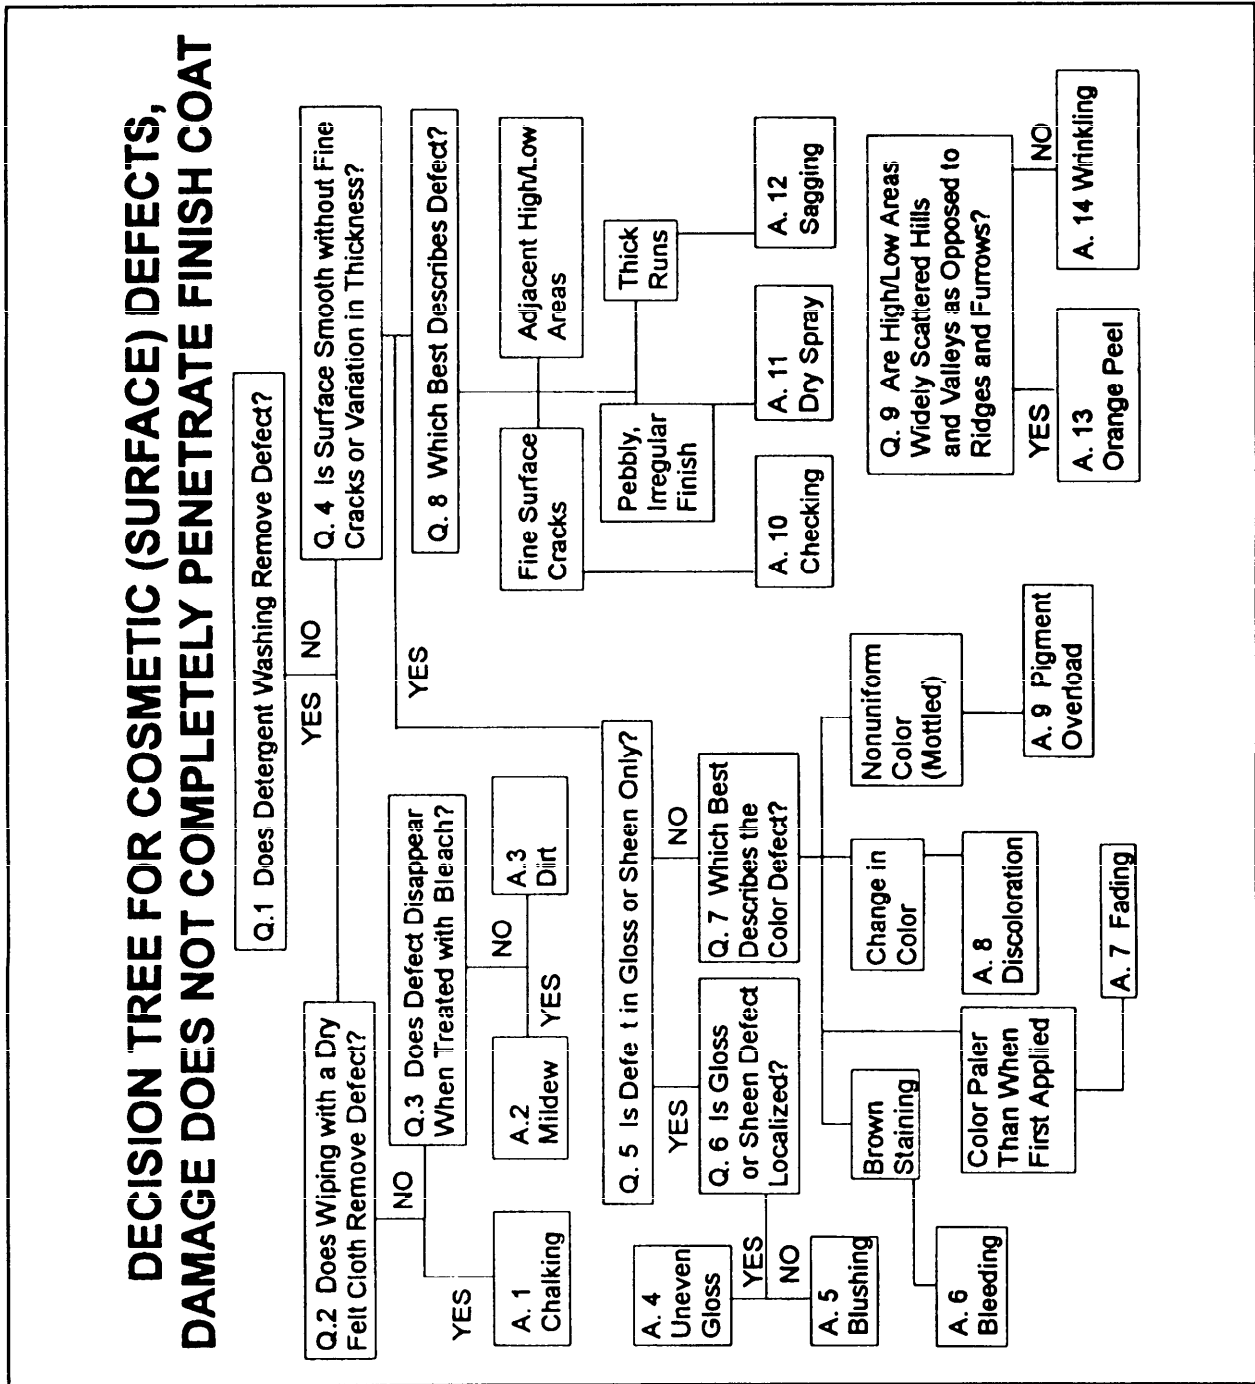 DECISION TREE FOR COSMETIC (SURFACE) DEFECTS,
DAMAGE DOES NOT COMPLETELY PENETRATE FINISH COAT
Q.1 Does Detergent Washing Remove Defect?
YES
NO
Q.2 Does Wiping with a Dry
Felt Cloth Remove Defect?
YES
NO
A. 1
Chalking
Q.3 Does Defect Disappear
When Treated with Bleach?
YES
NO
A.2
Mildew
A.3
Dirt
Q. 4 Is Surface Smooth without Fine
Cracks or Variation in Thickness?
YES
Q. 5 Is Defe t in Gloss or Sheen Only?
YES
NO
Q. 6 Is Gloss
or Sheen Defect
Localized?
YES
NO
A. 4
Uneven
Gloss
A. 5
Blushing
Q. 7 Which Best
Describes the
Color Defect?
Brown
Staining
A. 6
Bleeding
Color Paler
Than When
First Applied
A. 7 Fading
Change in
Color
A. 8
Discoloration
Nonuniform
Color
(Mottled)
A. 9 Pigment
Overload
Q. 8 Which Best Describes Defect?
Fine Surface
Cracks
Adjacent High/Low
Areas
Pebbly,
Irregular
Finish
Thick
Runs
A. 10
Checking
A. 11
Dry Spray
A. 12
Sagging
Q. 9 Are High/Low Areas
Widely Scattered Hills
and Valleys as Opposed to
Ridges and Furrows?
YES
NO
A. 13
Orange Peel
A. 14 Wrinkling